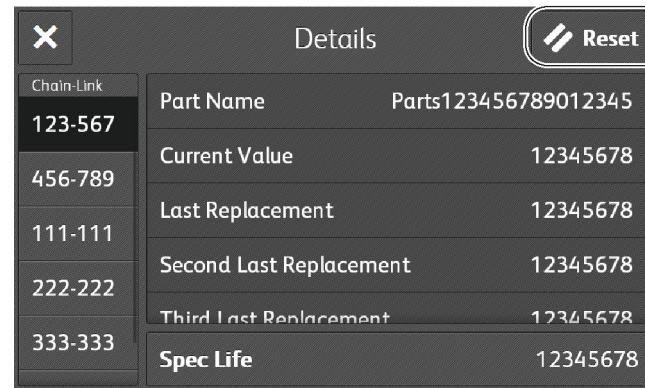 Details
Reset
Chain-Link
123-567
456-789
111-111
222-222
333-333
Part Name Parts123456789012345
Current Value 12345678
Last Replacement 12345678
Second Last Replacement 12345678
Third Last Replacement 12345678
Spec Life 12345678